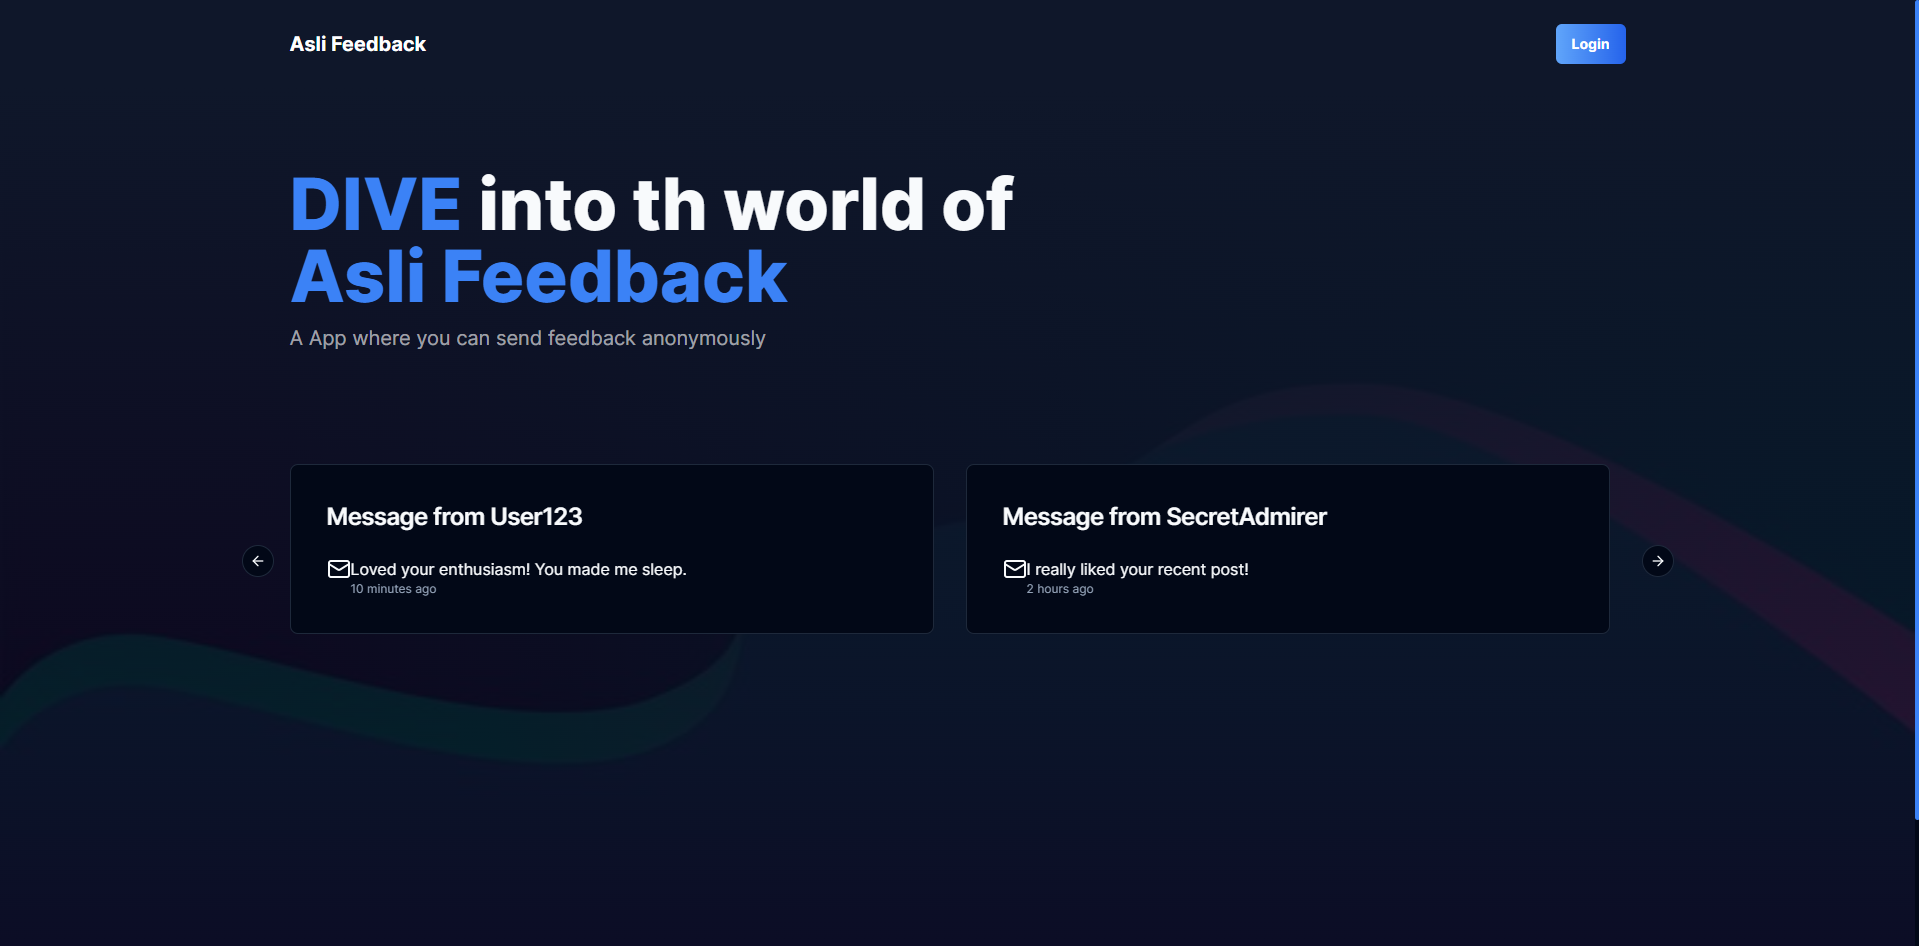 Asli Feedback
Login
DIVE into th world of
Asli Feedback
A App where you can send feedback anonymously
Message from User123
Loved your enthusiasm! You made me sleep.
10 minutes ago
Message from SecretAdmirer
I really liked your recent post!
2 hours ago